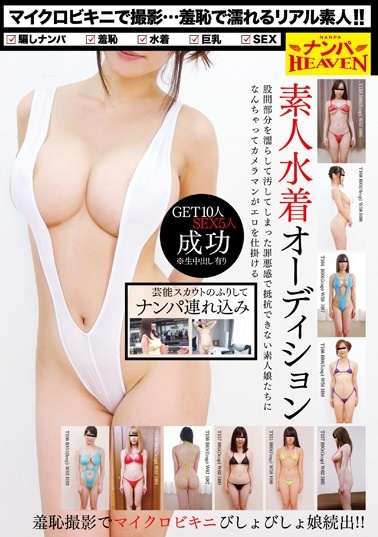 マイクロビキニで撮影…羞恥で濡れるリアル素人!!
騙しナンパ
羞恥
水着
巨乳
SEX
NANPA
ナンパ
HEAVEN
素人水着オーディション
股間部分を濡らして汚してしまった罪悪感で抵抗できない素人娘たちに
なんちゃってカメラマンがエロを仕掛ける
GET10人
SEX5人
成功
※生中出し有り
芸能スカウトのふりして
ナンパ連れ込み
羞恥撮影でマイクロビキニびしょびしょ娘続出!!